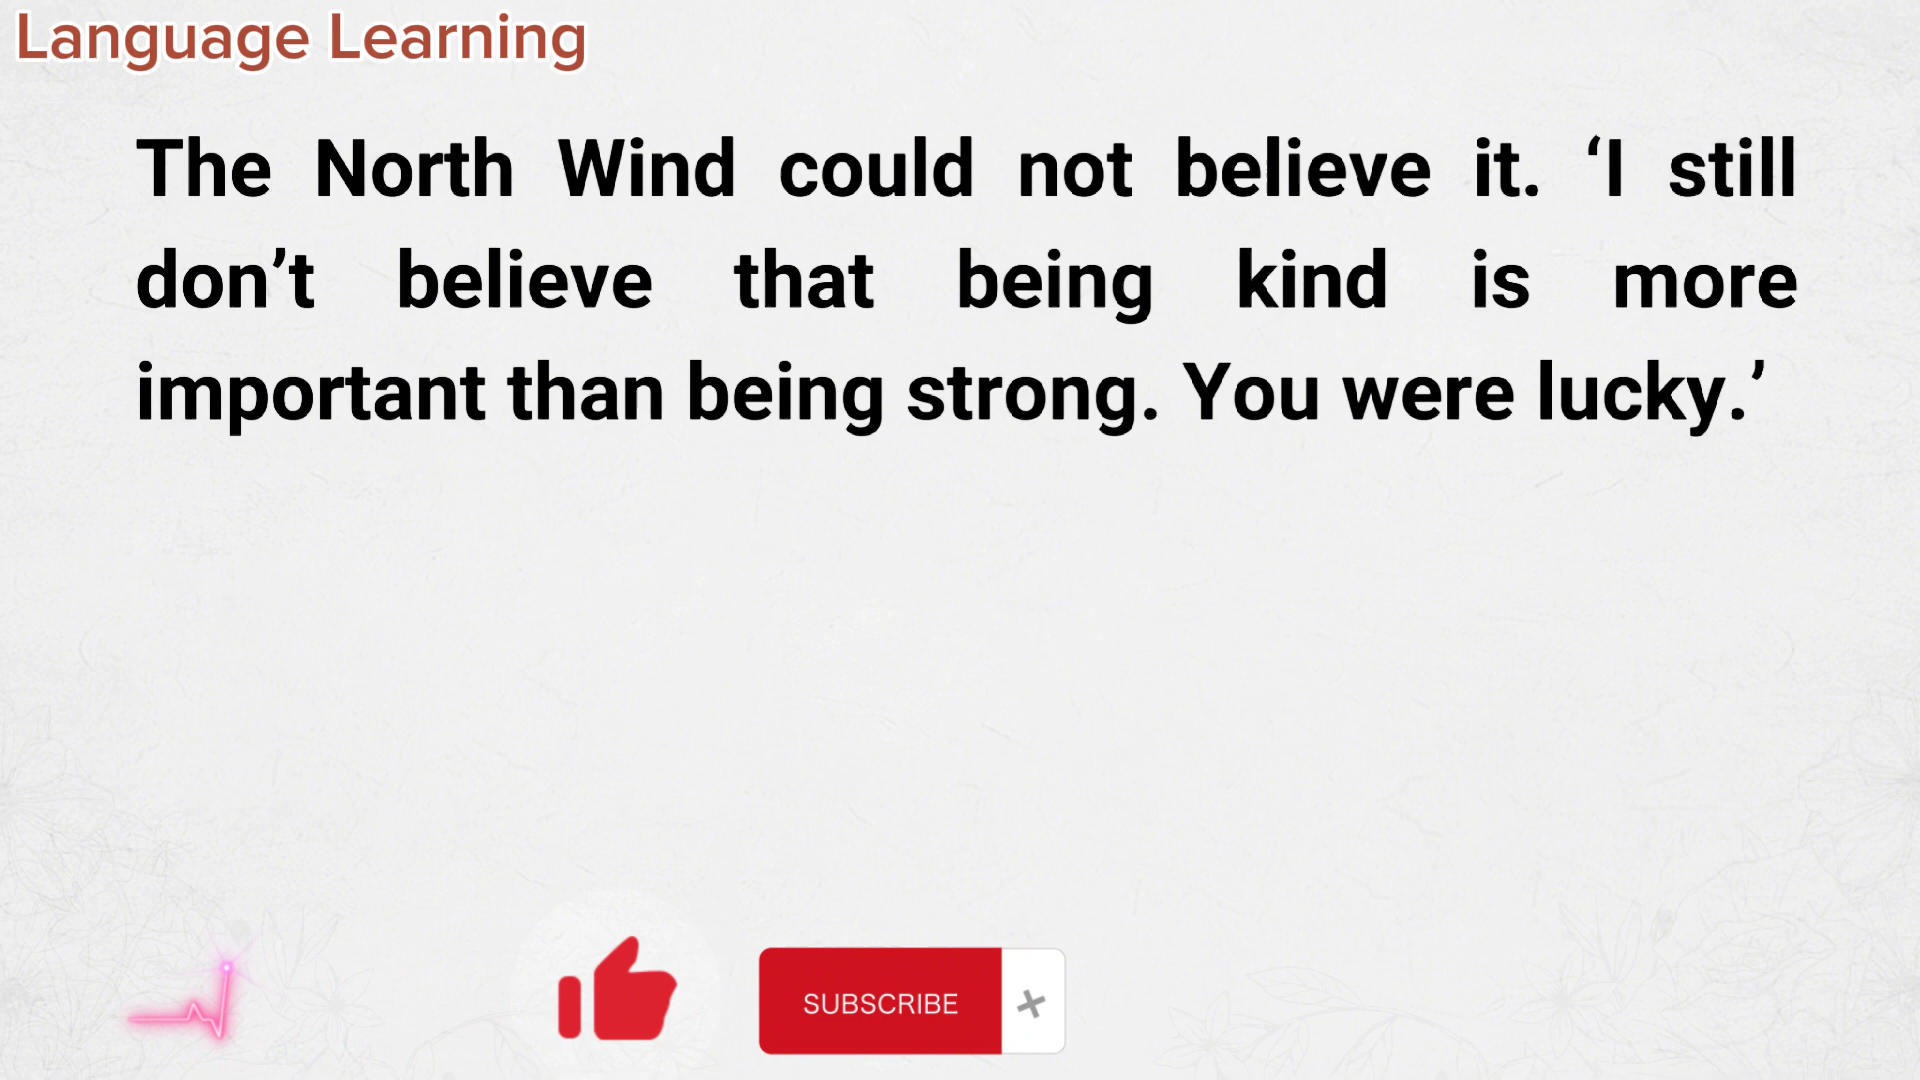 Language Learning
The North Wind could not believe it. ‘I still
don’t believe that being kind is more
important than being strong. You were lucky.’
SUBSCRIBE